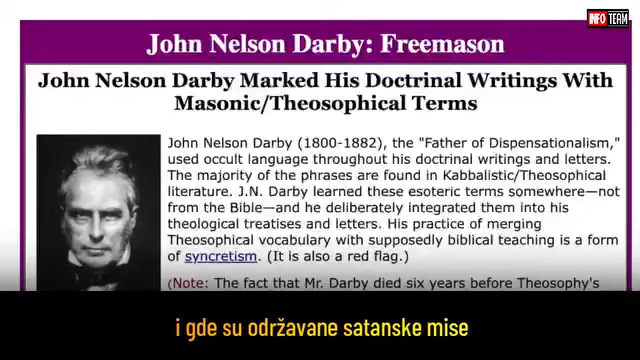 INFO TEAM
John Nelson Darby: Freemason
John Nelson Darby Marked His Doctrinal Writings With
Masonic/Theosophical Terms
John Nelson Darby (1800-1882), the "Father of Dispensationalism,"
used occult language throughout his doctrinal writings and letters.
The majority of the phrases are found in Kabbalistic/Theosophical
literature. J.N. Darby learned these esoteric terms somewhere—not
from the Bible—and he deliberately integrated them into his
theological treatises and letters. His practice of merging
Theosophical vocabulary with supposedly biblical teaching is a form
of syncretism. (It is also a red flag.)
(Note: The fact that Mr. Darby died six years before Theosophy's
i gde su održavane satanske mise